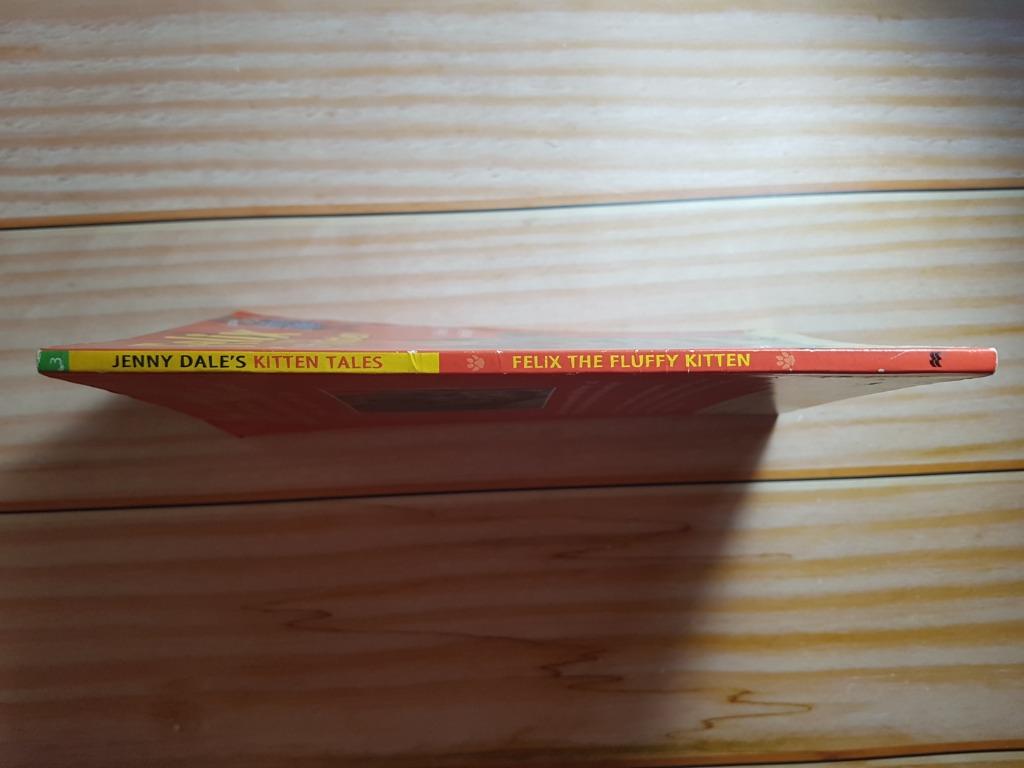 3
JENNY DALE'S KITTEN TALES
FELIX THE FLUFFY KITTEN